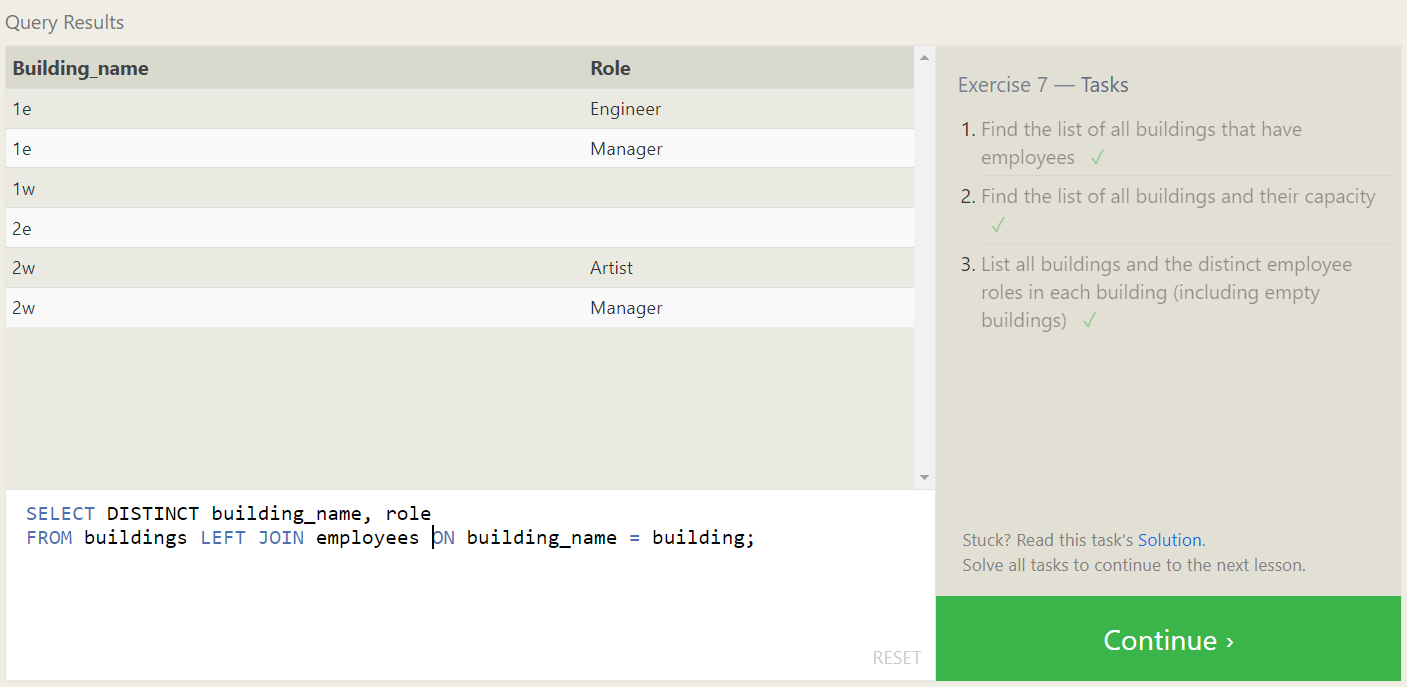 Query Results
Building_name Role
1e Engineer
1e Manager
1w
2e
2w Artist
2w Manager
SELECT DISTINCT building_name, role
FROM buildings LEFT JOIN employees ON building_name = building;
RESET
Exercise 7 — Tasks
1. Find the list of all buildings that have
employees ✓
2. Find the list of all buildings and their capacity
✓
3. List all buildings and the distinct employee
roles in each building (including empty
buildings) ✓
Stuck? Read this task's Solution.
Solve all tasks to continue to the next lesson.
Continue ›